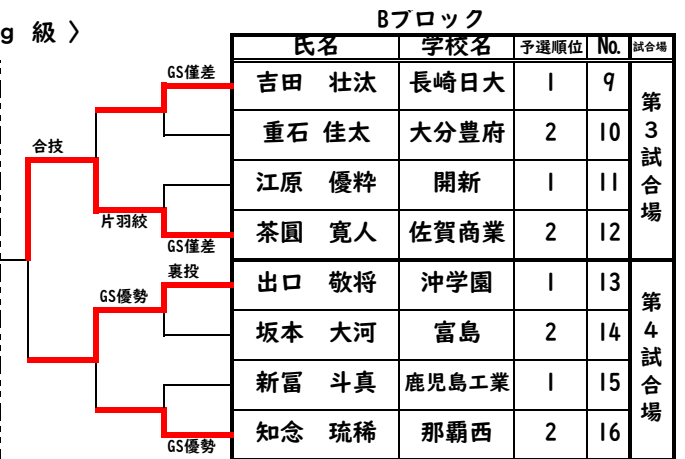 Bブロック
g 級 〉
氏名 学校名 予選順位 No. 試合場
GS僅差
吉田 壮汰 長崎日大 1 9
重石 佳太 大分豊府 2 10
合技
江原 優粋 開新 1 11
片羽絞
茶圓 寛人 佐賀商業 2 12
GS僅差
第3試合場
裏投
出口 敬将 沖学園 1 13
GS優勢
坂本 大河 富島 2 14
新冨 斗真 鹿児島工業 1 15
知念 琉稀 那覇西 2 16
GS優勢
第4試合場